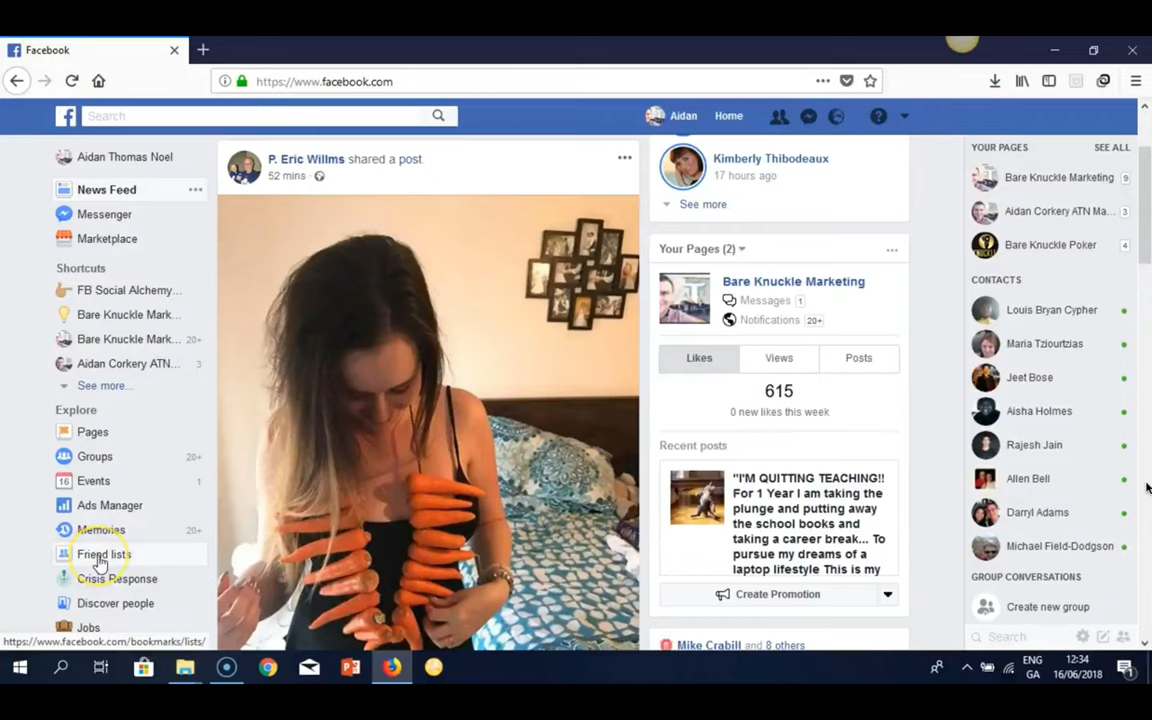 Facebook
https://www.facebook.com
Search
Aidan
Home
Aidan Thomas Noel
News Feed
Messenger
Marketplace
Shortcuts
FB Social Alchemy...
Bare Knuckle Mark...
Bare Knuckle Mark... 20+
Aidan Corkery ATN... 3
See more...
Explore
Pages
Groups 20+
16 Events 1
Ads Manager
Memories 20+
Friend lists
Crisis Response
Discover people
Jobs
https://www.facebook.com/bookmarks/lists/
P. Eric Willms shared a post.
52 mins
Kimberly Thibodeaux
17 hours ago
See more
Your Pages (2)
Bare Knuckle Marketing
Messages 1
Notifications 20+
Likes Views Posts
615
0 new likes this week
Recent posts
"I'M QUITTING TEACHING!!
For 1 Year I am taking the
plunge and putting away
the school books and
taking a career break... To
pursue my dreams of a
laptop lifestyle This is my
Create Promotion
Mike Crabill and 8 others
YOUR PAGES SEE ALL
Bare Knuckle Marketing 9
Aidan Corkery ATN Ma... 3
Bare Knuckle Poker 4
CONTACTS
Louis Bryan Cypher
Maria Tziourtzias
Jeet Bose
Aisha Holmes
Rajesh Jain
Allen Bell
Darryl Adams
Michael Field-Dodgson
GROUP CONVERSATIONS
Create new group
Search
ENG
GA
12:34
16/06/2018
1